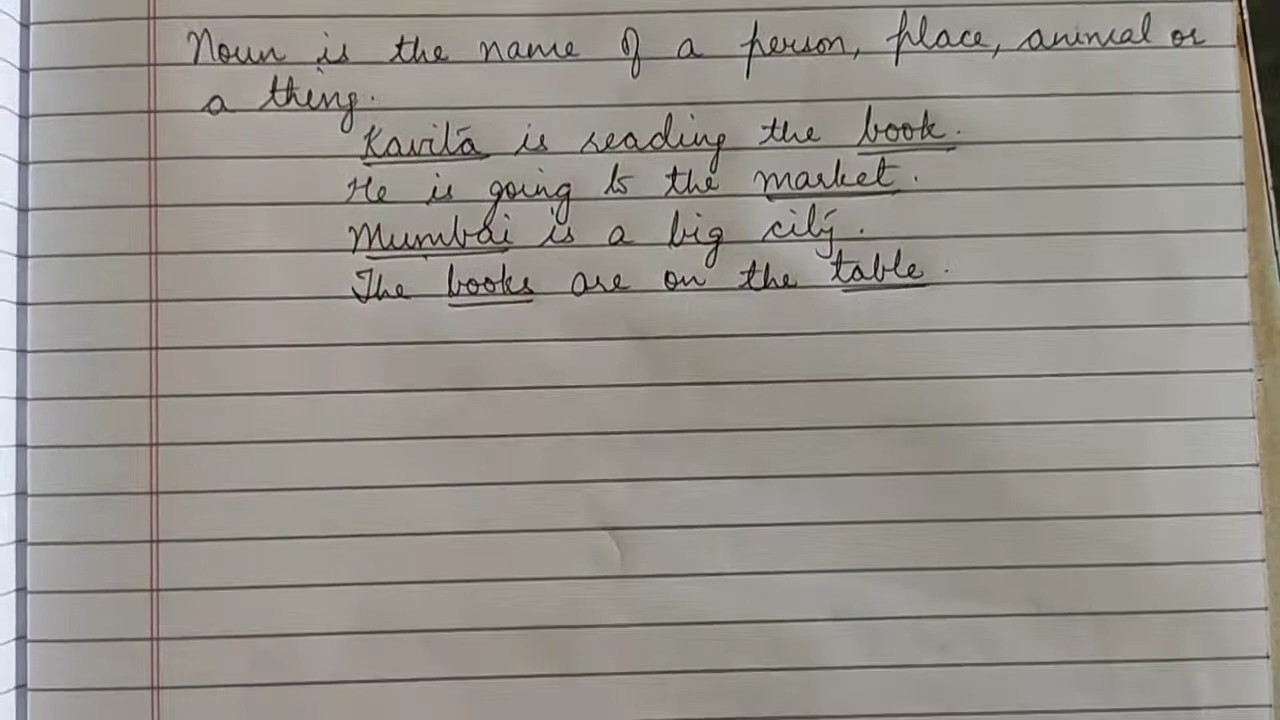 Noun is the name of a person, place, animal or
a thing.
Kavita is reading the book.
He is going to the market.
Mumbai is a big city.
The books are on the table.